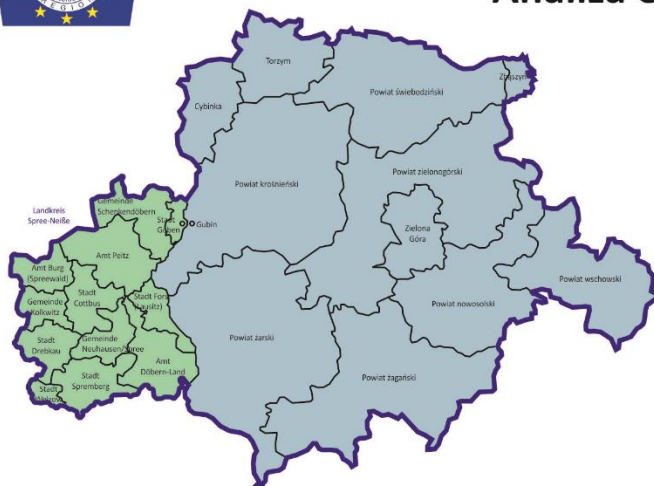 REGION
Torzym
Zbąszynek
Cybinka
Powiat świebodziński
Powiat krośnieński
Powiat zielonogórski
Landkreis
Spree-Neiße
Gemeinde
Schenkendöbern
Stadt
Guben
Gubin
Zielona
Góra
Amt Peitz
Amt Burg
(Spreewald)
Stadt
Cottbus
Gemeinde
Kolkwitz
Stadt Forst
(Lausitz)
Powiat wschowski
Powiat nowosolski
Stadt
Drebkau
Gemeinde
Neuhausen/Spree
Powiat żarski
Amt
Döbern-Land
Stadt
Spremberg
Powiat żagański
Stadt
Welzow